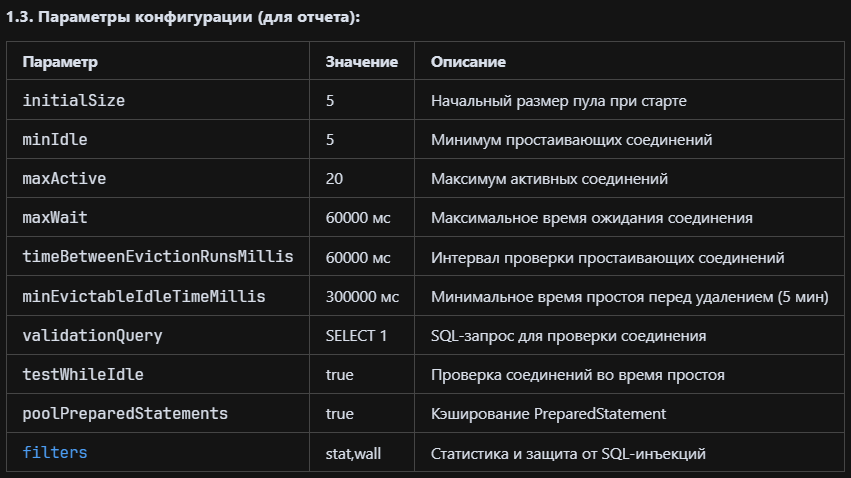 1.3. Параметры конфигурации (для отчета):
Параметр Значение Описание
initialSize 5 Начальный размер пула при старте
minIdle 5 Минимум простаивающих соединений
maxActive 20 Максимум активных соединений
maxWait 60000 мс Максимальное время ожидания соединения
timeBetweenEvictionRunsMillis 60000 мс Интервал проверки простаивающих соединений
minEvictableIdleTimeMillis 300000 мс Минимальное время простоя перед удалением (5 мин)
validationQuery SELECT 1 SQL-запрос для проверки соединения
testWhileIdle true Проверка соединений во время простоя
poolPreparedStatements true Кэширование PreparedStatement
filters stat,wall Статистика и защита от SQL-инъекций